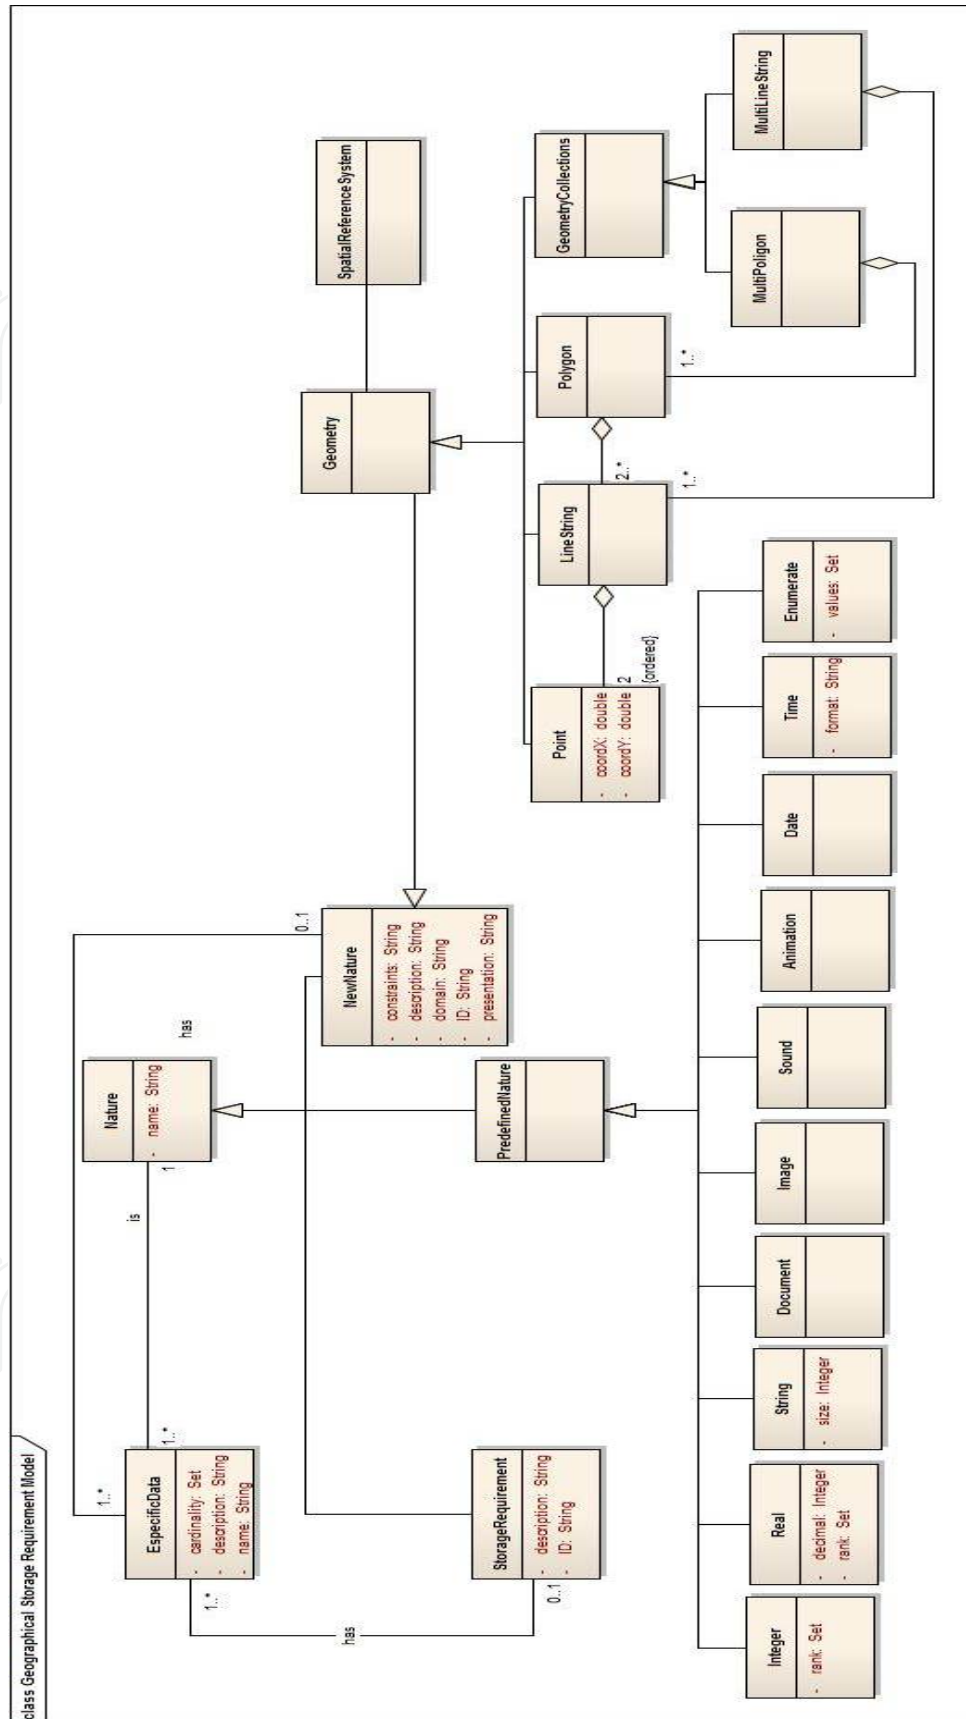 class Geographical Storage Requirement Model
EspecificData
- cardinality: Set
- description: String
- name: String
1..*
1..*
1..*
is
1
Nature
- name: String
has
0..1
has
0..1
StorageRequirement
- description: String
- ID: String
PredefinedNature
NewNature
- constraints: String
- description: String
- domain: String
- ID: String
- presentation: String
Geometry
SpatialReferenceSystem
Point
- coordX: double
- coordY: double
2
{ordered}
LineString
2..*
1..*
Polygon
1..*
GeometryCollections
MultiPoligon
MultiLineString
Integer
- rank: Set
Real
- decimal: Integer
- rank: Set
String
- size: Integer
Document
Image
Sound
Animation
Date
Time
- format: String
Enumerate
- values: Set